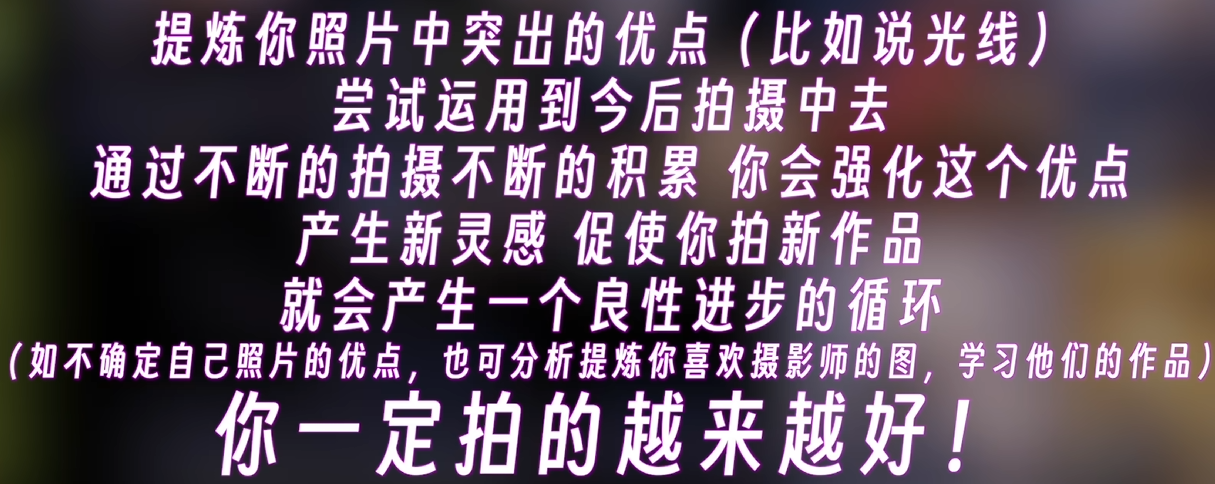 提炼你照片中突出的优点（比如说光线）
尝试运用到今后拍摄中去
通过不断的拍摄不断的积累 你会强化这个优点
产生新灵感 促使你拍新作品
就会产生一个良性进步的循环
（如不确定自己照片的优点，也可分析提炼你喜欢摄影师的图，学习他们的作品）
你一定拍的越来越好！